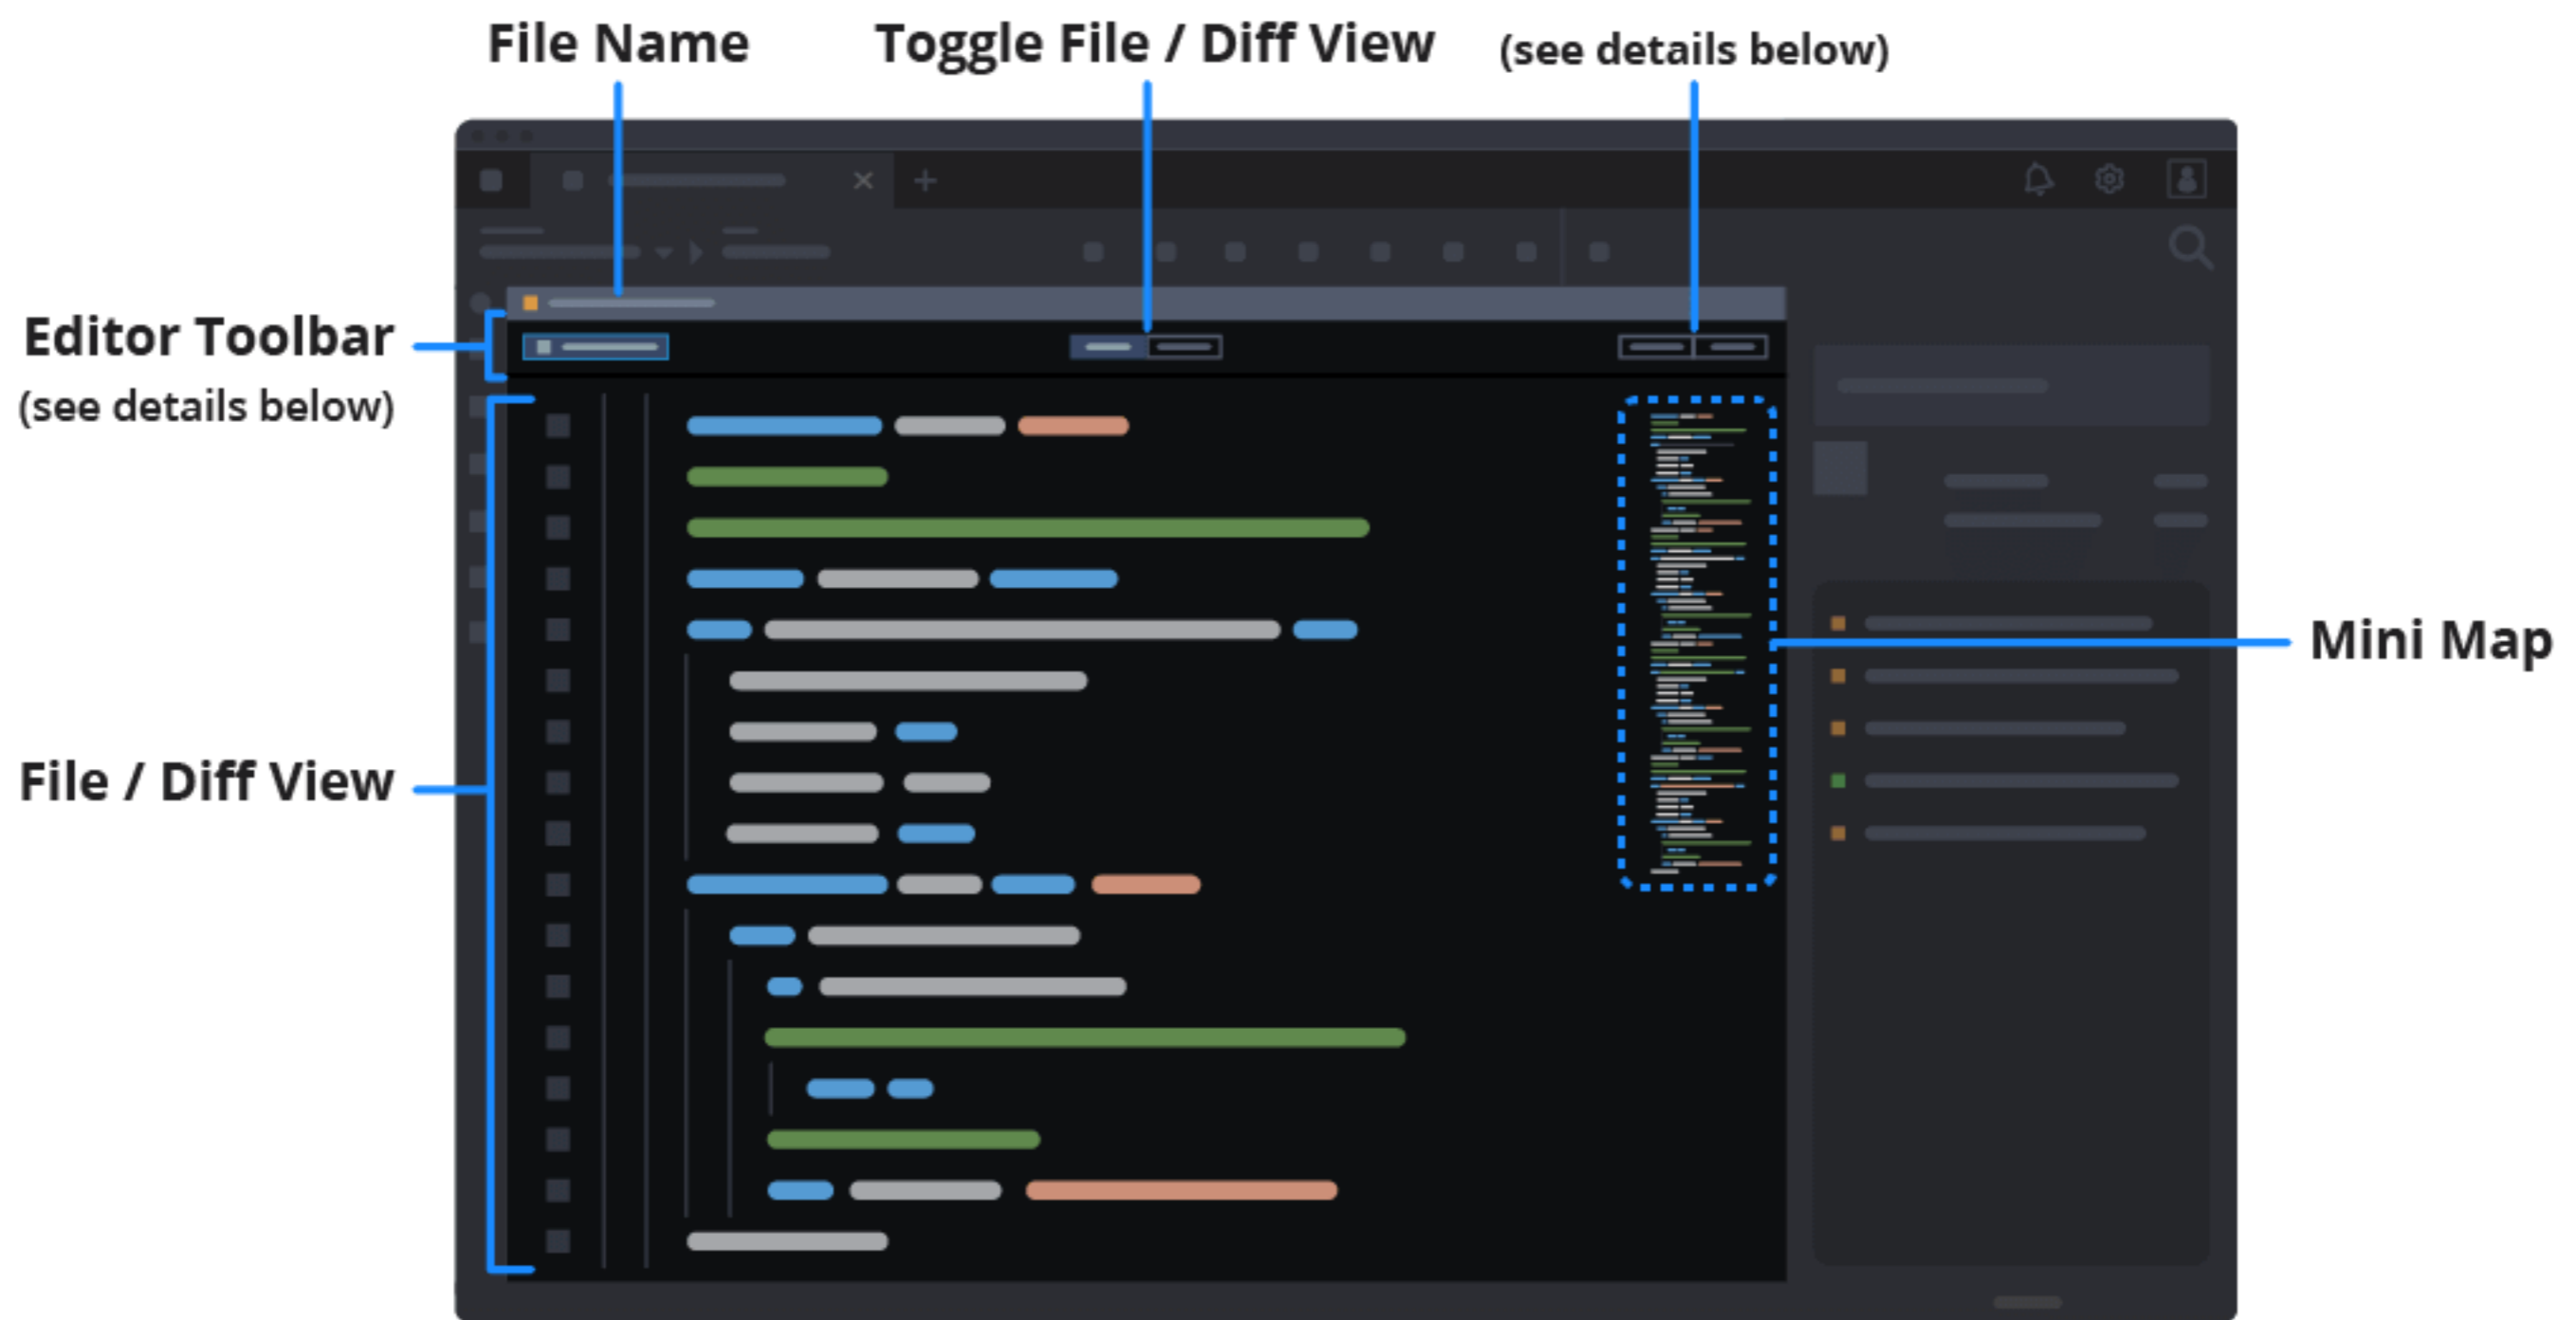 File Name
Toggle File / Diff View
(see details below)
Editor Toolbar
(see details below)
Mini Map
File / Diff View